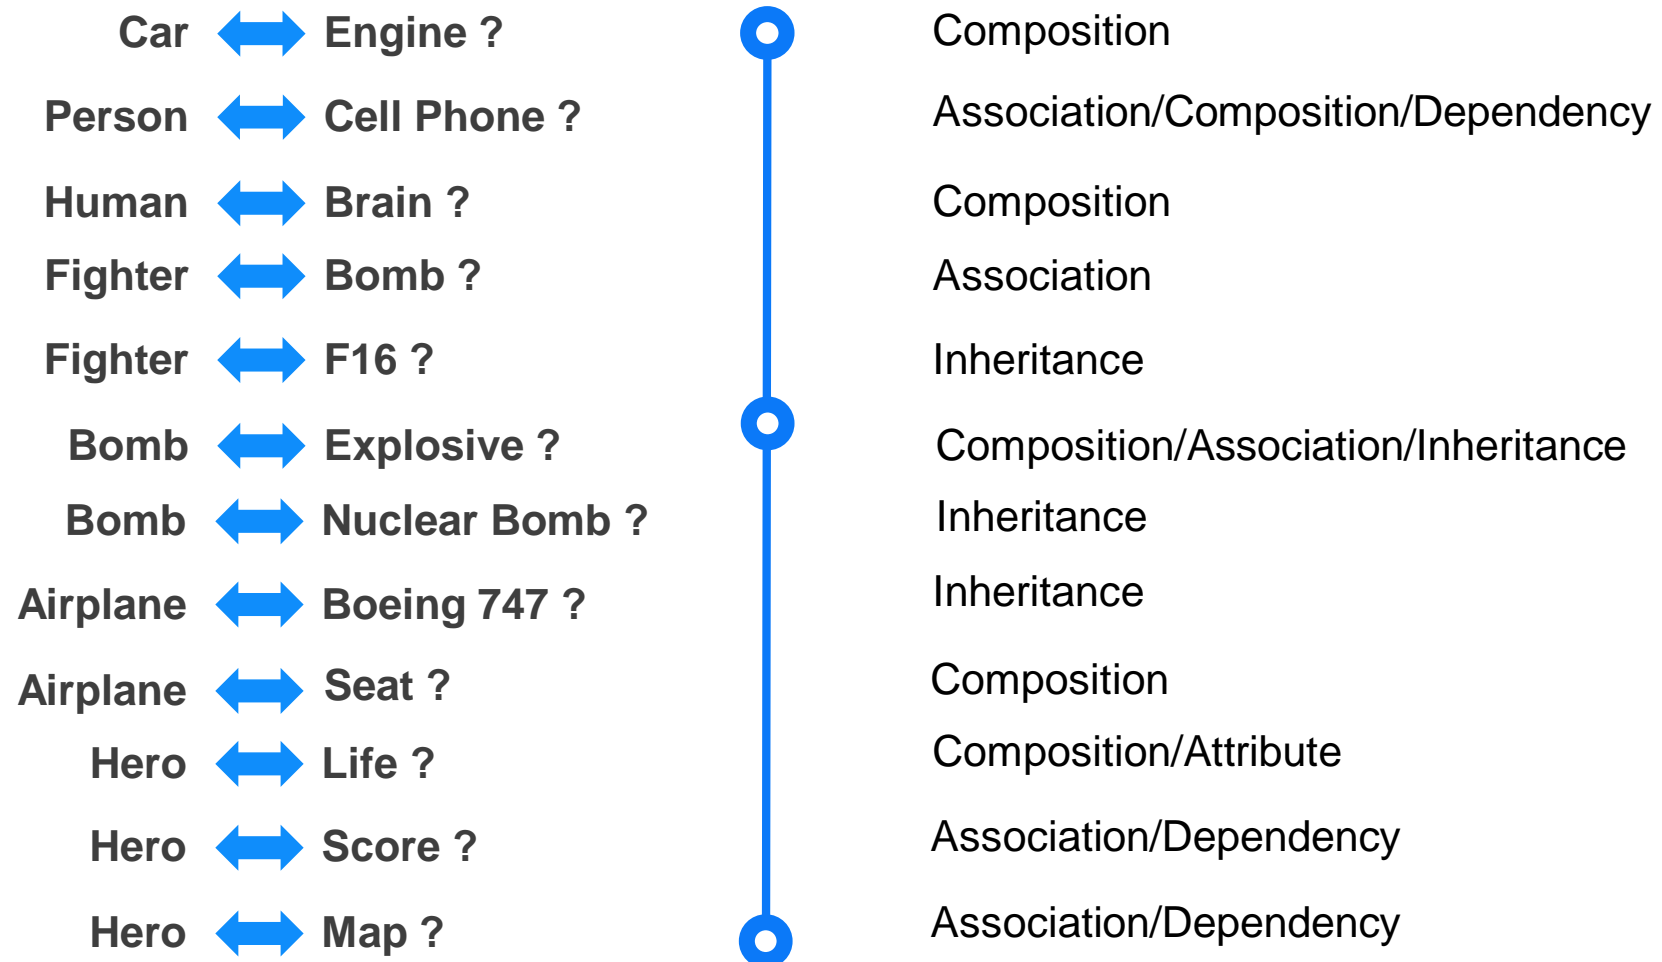 Car Engine ? Composition
Person Cell Phone ? Association/Composition/Dependency
Human Brain ? Composition
Fighter Bomb ? Association
Fighter F16 ? Inheritance
Bomb Explosive ? Composition/Association/Inheritance
Bomb Nuclear Bomb ? Inheritance
Airplane Boeing 747 ? Inheritance
Airplane Seat ? Composition
Hero Life ? Composition/Attribute
Hero Score ? Association/Dependency
Hero Map ? Association/Dependency